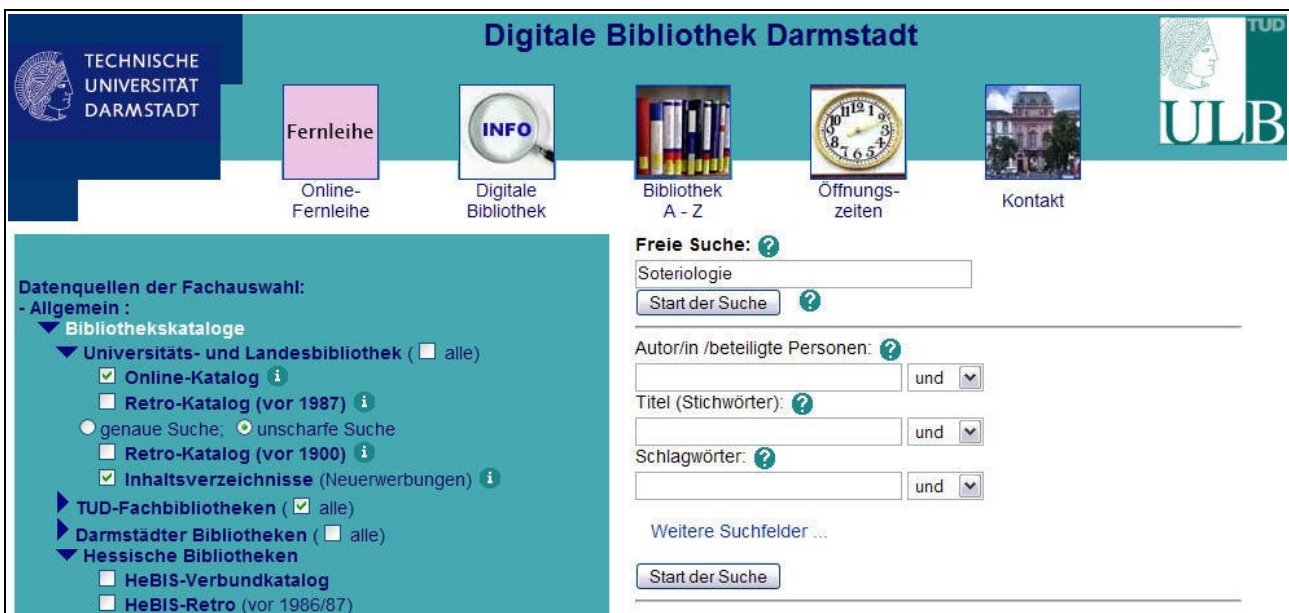 Digitale Bibliothek Darmstadt
TECHNISCHE
UNIVERSITÄT
DARMSTADT
TUD
ULB
Fernleihe
INFO
Online-
Fernleihe
Digitale
Bibliothek
Bibliothek
A - Z
Öffnungs-
zeiten
Kontakt
Datenquellen der Fachauswahl:
- Allgemein :
Bibliothekskataloge
Universitäts- und Landesbibliothek ( alle)
Online-Katalog i
Retro-Katalog (vor 1987) i
genaue Suche; unscharfe Suche
Retro-Katalog (vor 1900) i
Inhaltsverzeichnisse (Neuerwerbungen) i
TUD-Fachbibliotheken ( alle)
Darmstädter Bibliotheken ( alle)
Hessische Bibliotheken
HeBIS-Verbundkatalog
HeBIS-Retro (vor 1986/87)
Freie Suche: ?
Soteriologie
Start der Suche ?
Autor/in /beteiligte Personen: ?
und
Titel (Stichwörter): ?
und
Schlagwörter: ?
und
Weitere Suchfelder ...
Start der Suche